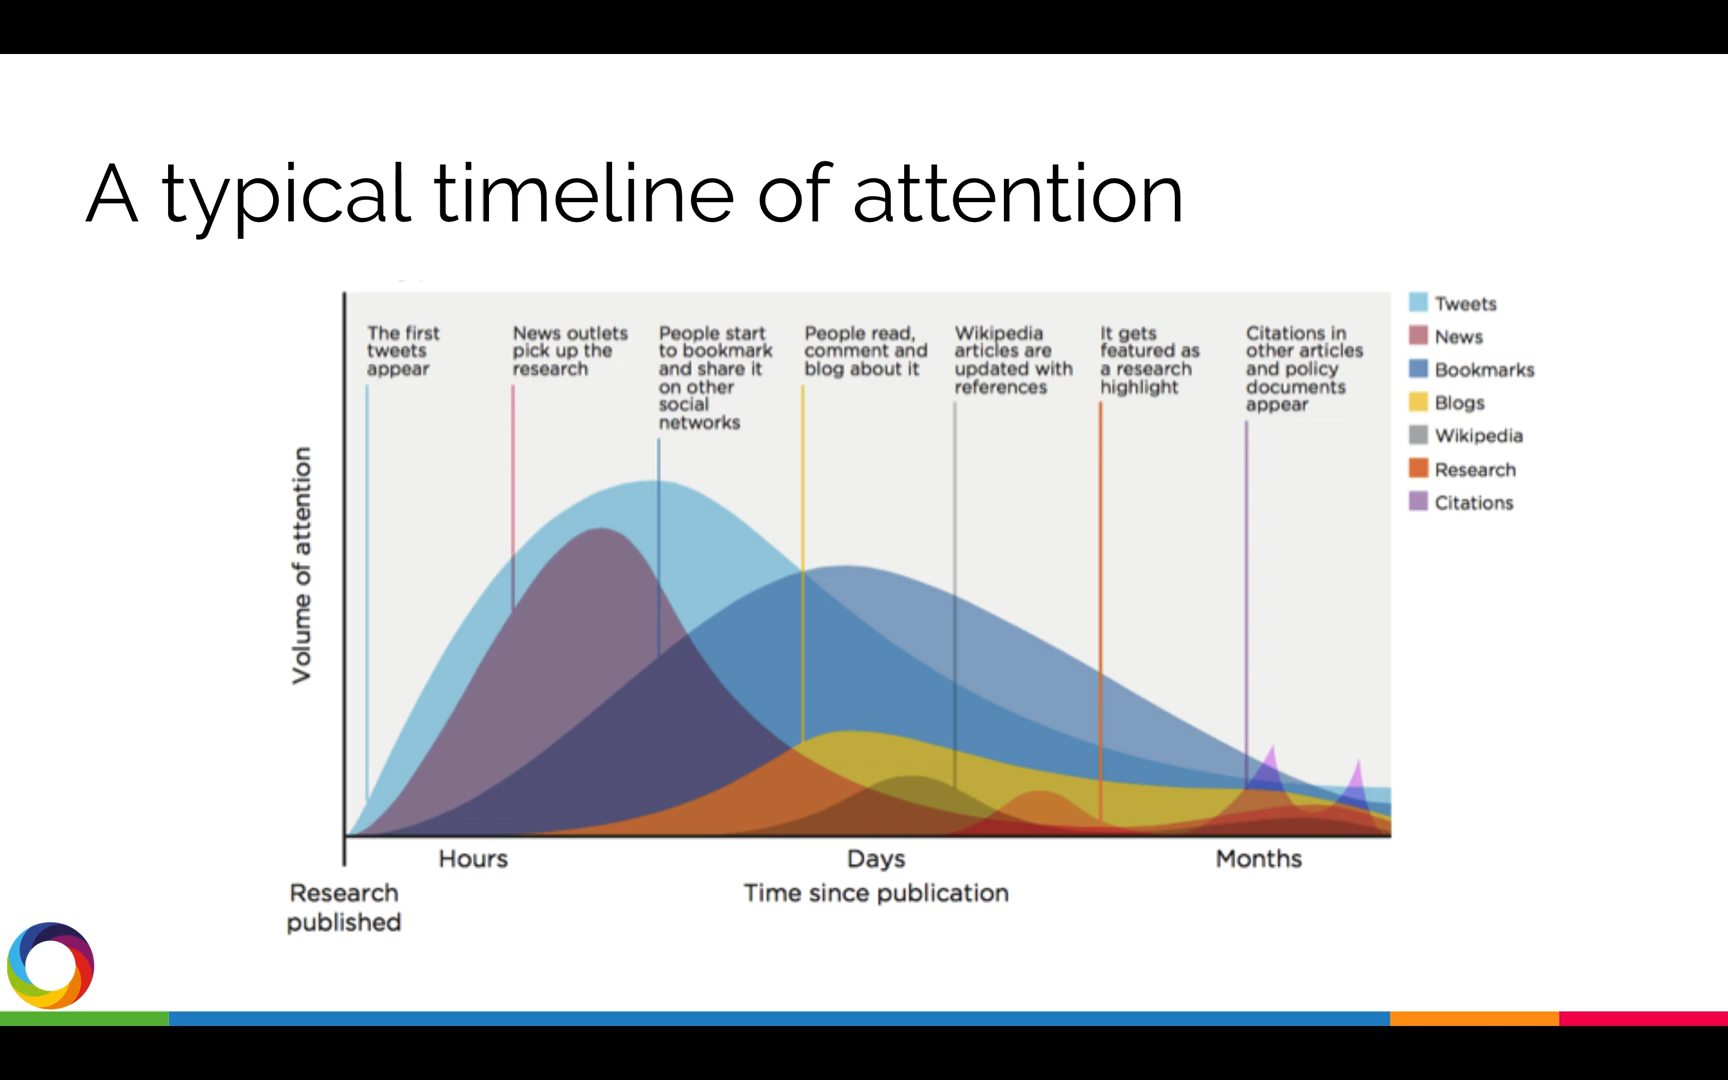 A typical timeline of attention
The first
tweets
appear
News outlets
pick up the
research
People start
to bookmark
and share it
on other
social
networks
People read,
comment and
blog about it
Wikipedia
articles are
updated with
references
It gets
featured as
a research
highlight
Citations in
other articles
and policy
documents
appear
Tweets
News
Bookmarks
Blogs
Wikipedia
Research
Citations
Volume of attention
Hours
Days
Months
Research
published
Time since publication